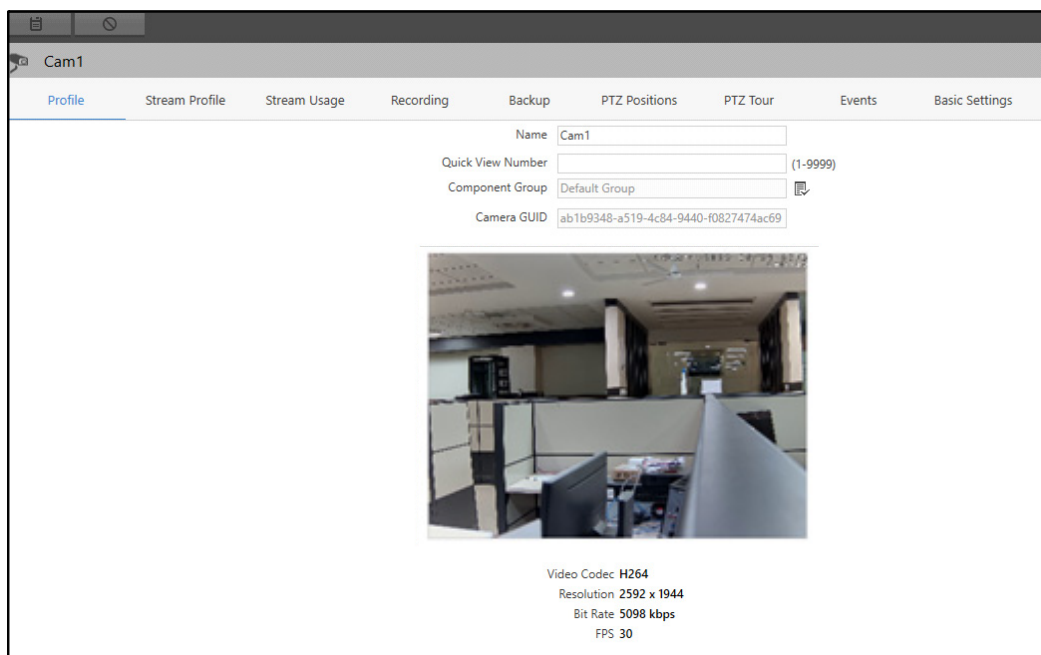 Cam1
Profile Stream Profile Stream Usage Recording Backup PTZ Positions PTZ Tour Events Basic Settings
Name Cam1
Quick View Number (1-9999)
Component Group Default Group
Camera GUID ab1b9348-a519-4c84-9440-f0827474ac69
Video Codec H264
Resolution 2592 x 1944
Bit Rate 5098 kbps
FPS 30